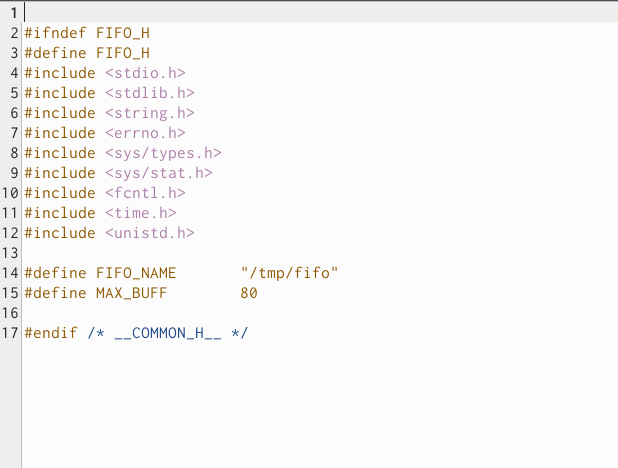 1
2 #ifndef FIFO_H
3 #define FIFO_H
4 #include <stdio.h>
5 #include <stdlib.h>
6 #include <string.h>
7 #include <errno.h>
8 #include <sys/types.h>
9 #include <sys/stat.h>
10 #include <fcntl.h>
11 #include <time.h>
12 #include <unistd.h>
13
14 #define FIFO_NAME       "/tmp/fifo"
15 #define MAX_BUFF        80
16
17 #endif /* __COMMON_H__ */